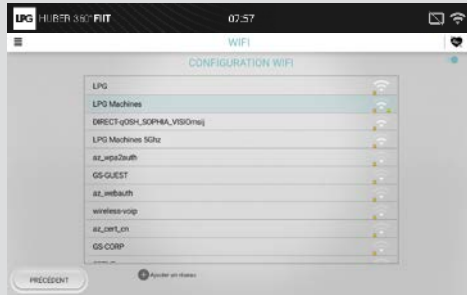 LPG HUBER 360° FIIT 07:57
WIFI
CONFIGURATION WIFI
LPG
LPG Machines
DIRECT-qOSH_SOPHIA_VISIOmsij
LPG Machines 5Ghz
az_wpa2auth
GS-GUEST
az_webauth
wireless-voip
az_cert_cn
GS-CORP
PRÉCÉDENT
Ajouter un réseau